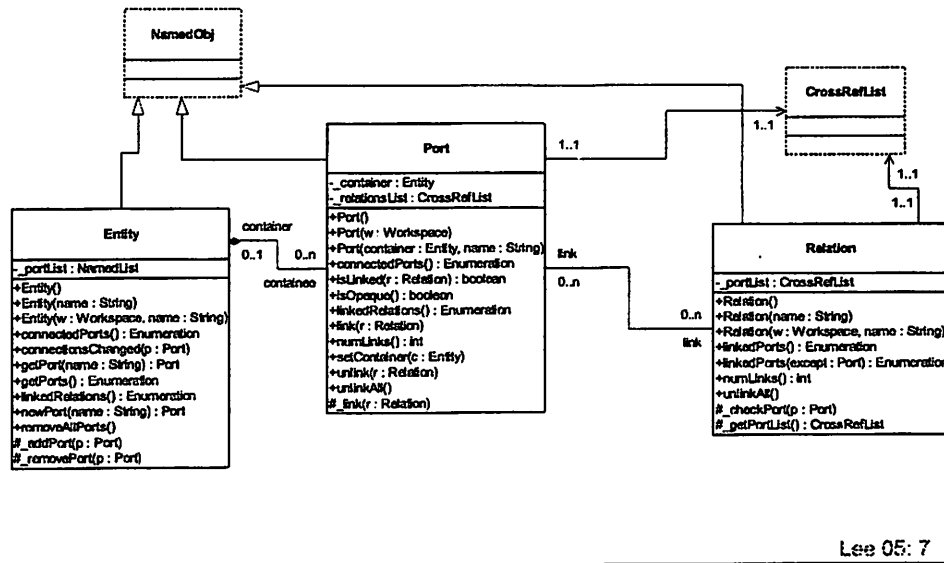 NamedObj
CrossRefList
1..1
1..1
1..1
1..1
Port
-_container : Entity
-_relationsList : CrossRefList
+Port()
+Port(w : Workspace)
+Port(container : Entity, name : String)
+connectedPorts() : Enumeration
+isLinked(r : Relation) : boolean
+isOpaque() : boolean
+linkedRelations() : Enumeration
+link(r : Relation)
+numLinks() : int
+setContainer(c : Entity)
+unlink(r : Relation)
+unlinkAll()
#_link(r : Relation)
Entity
-_portList : NamedList
+Entity()
+Entity(name : String)
+Entity(w : Workspace, name : String)
+connectedPorts() : Enumeration
+connectionsChanged(p : Port)
+getPort(name : String) : Port
+getPorts() : Enumeration
+linkedRelations() : Enumeration
+newPort(name : String) : Port
+removeAllPorts()
#_addPort(p : Port)
#_removePort(p : Port)
container
0..1
0..n
containee
link
0..n
0..n
link
Relation
-_portList : CrossRefList
+Relation()
+Relation(name : String)
+Relation(w : Workspace, name : String)
+linkedPorts() : Enumeration
+linkedPorts(except : Port) : Enumeration
+numLinks() : int
+unlinkAll()
#_checkPort(p : Port)
#_getPortList() : CrossRefList
Lee 05: 7